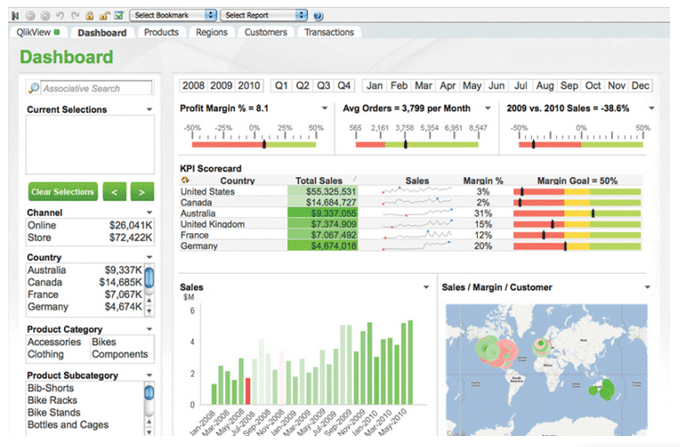 Select Bookmark Select Report
QlikView Dashboard Products Regions Customers Transactions
Dashboard
Associative Search
Current Selections
Clear Selections < >
Channel
Online $26,041K
Store $72,422K
Country
Australia $9,337K
Canada $14,685K
France $7,067K
Germany $4,674K
Product Category
Accessories Bikes
Clothing Components
Product Subcategory
Bib-Shorts
Bike Racks
Bike Stands
Bottles and Cages
2008 2009 2010 Q1 Q2 Q3 Q4 Jan Feb Mar Apr May Jun Jul Aug Sep Oct Nov Dec
Profit Margin % = 8.1
-50% -25% 0% 25% 50%
Avg Orders = 3,799 per Month
565 2,161 3,758 5,354 6,951 8,547
2009 vs. 2010 Sales = -38.6%
-50% 0% 50%
KPI Scorecard
Country Total Sales Sales Margin % Margin Goal = 50%
United States $55,325,531 3%
Canada $14,684,727 2%
Australia $9,337,055 31%
United Kingdom $7,374,909 15%
France $7,067,492 12%
Germany $4,674,018 20%
Sales
$M
6
4
2
0
Jan-2008 Mar-2008 May-2008 Jul-2008 Sep-2008 Nov-2008 Jan-2009 Mar-2009 May-2009 Jul-2009 Sep-2009 Nov-2009 Jan-2010 Mar-2010 May-2010
Sales / Margin / Customer